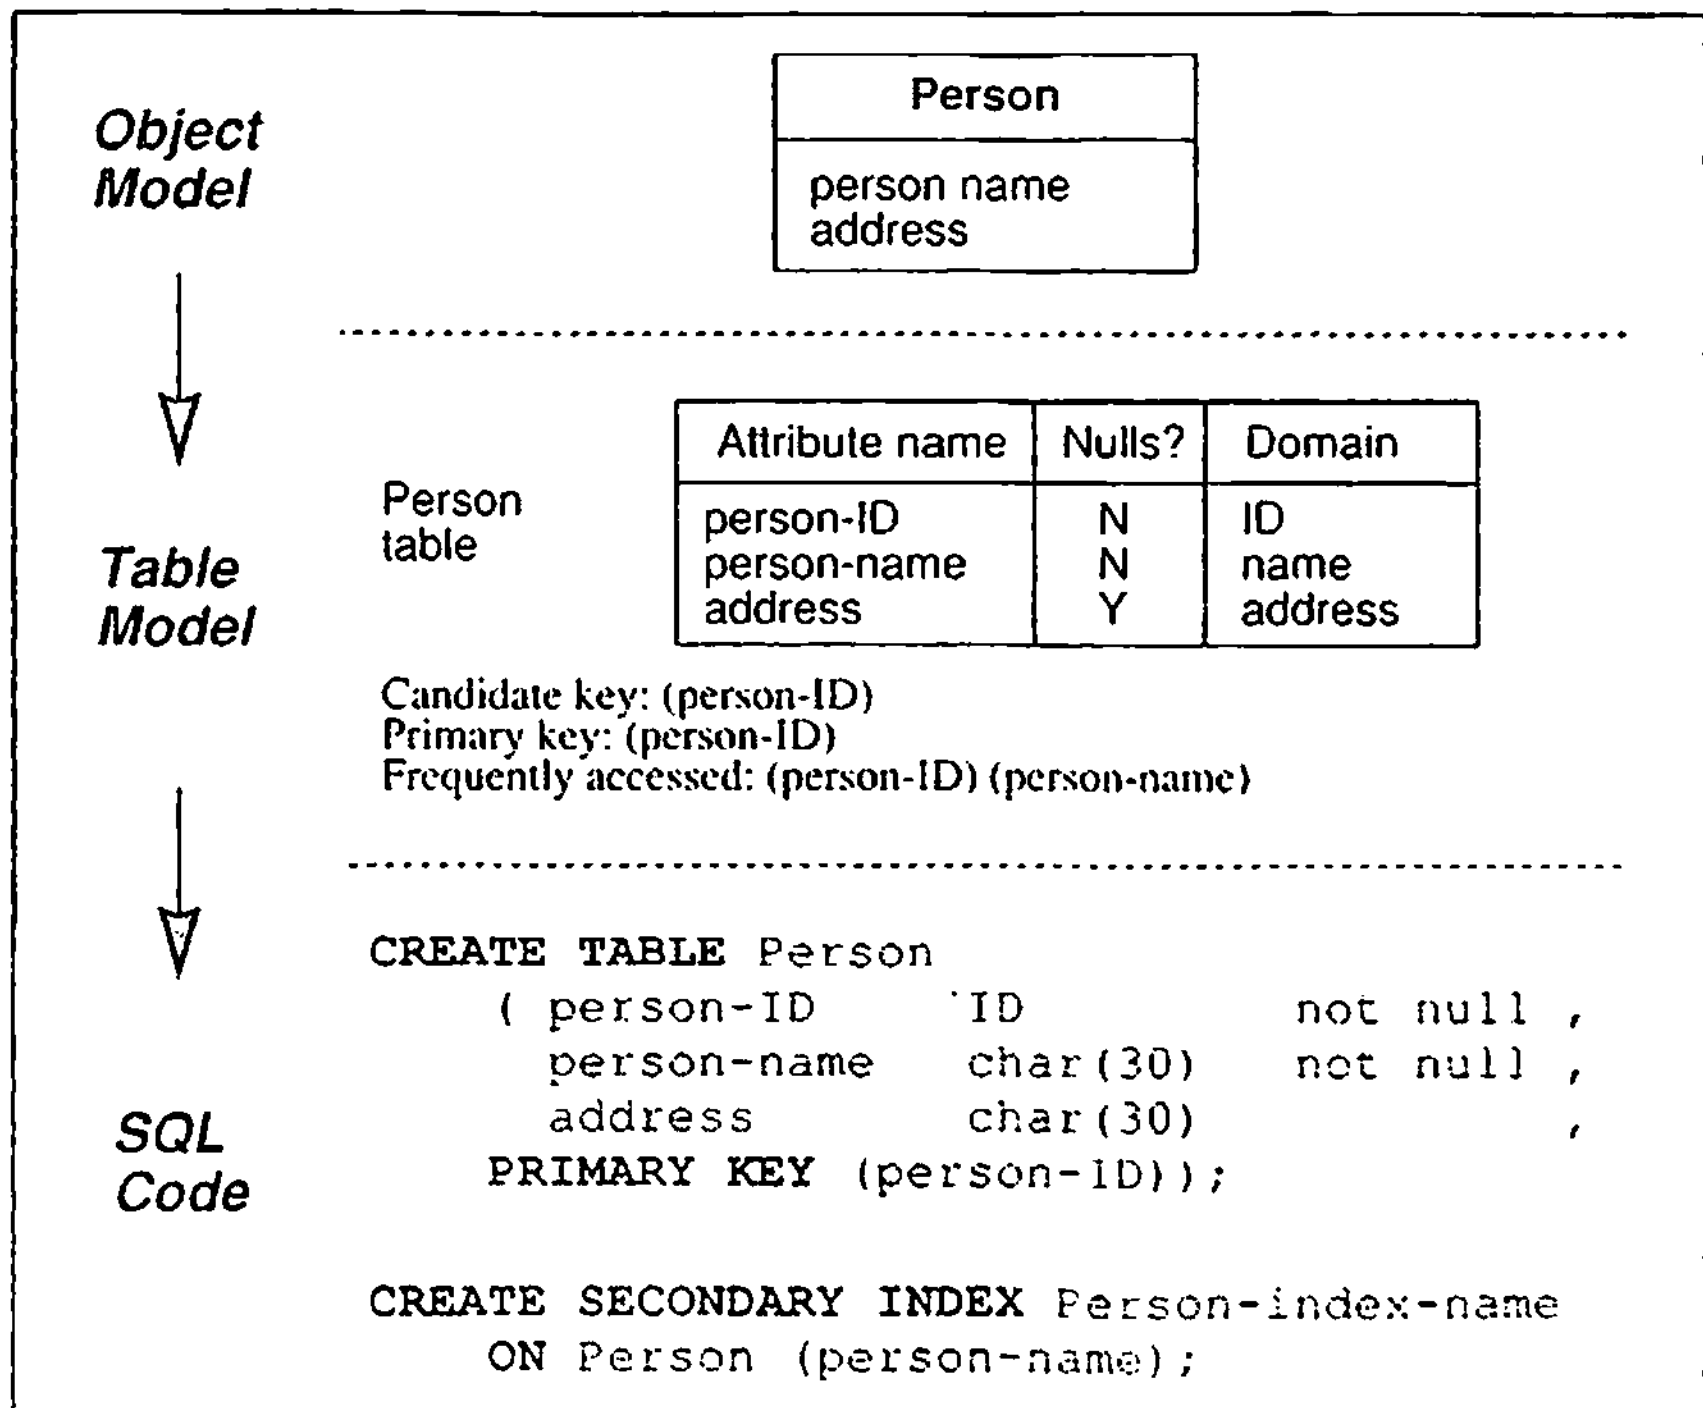 Object
Model
Person
person name
address
Table
Model
Person
table
Attribute name Nulls? Domain
person-ID N ID
person-name N name
address Y address
Candidate key: (person-ID)
Primary key: (person-ID)
Frequently accessed: (person-ID) (person-name)
SQL
Code
CREATE TABLE Person
( person-ID ID not null ,
person-name char(30) not null ,
address char(30) ,
PRIMARY KEY (person-ID));
CREATE SECONDARY INDEX Person-index-name
ON Person (person-name);